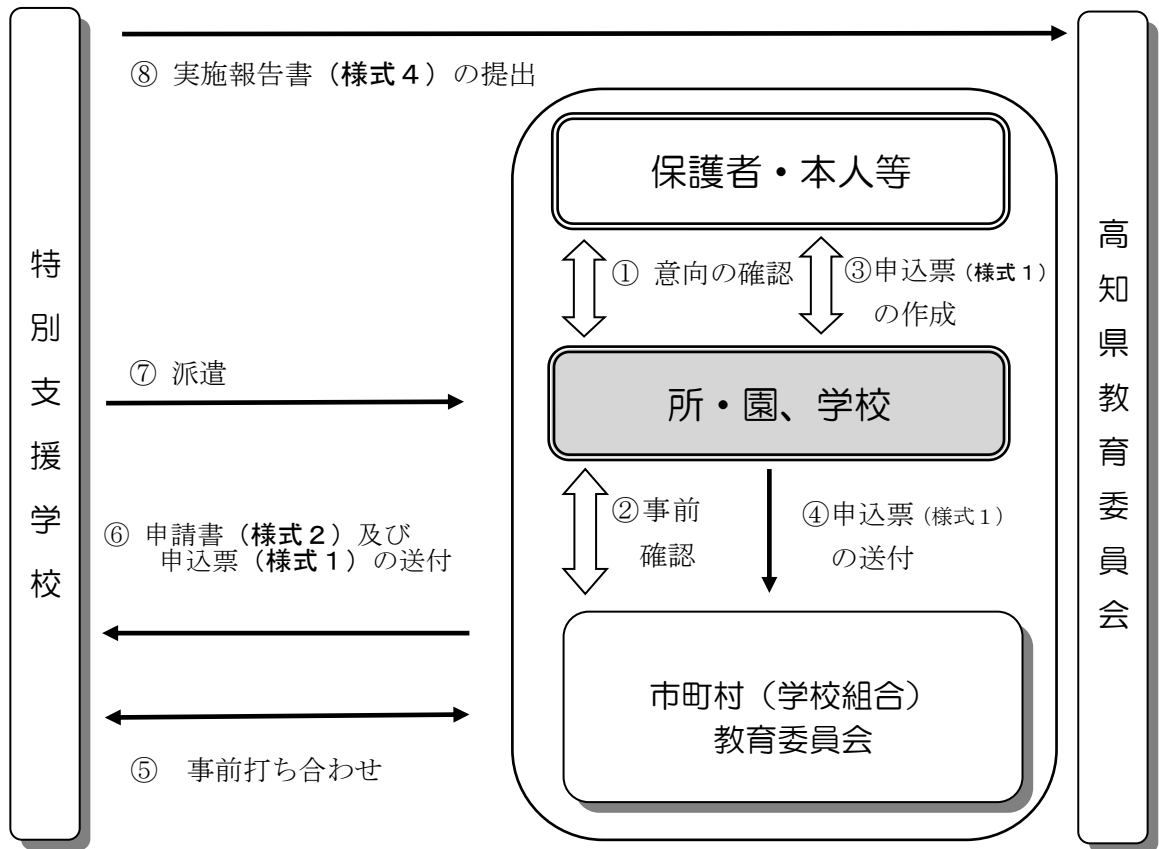 ⑧ 実施報告書（様式４）の提出
特別支援学校
高知県教育委員会
保護者・本人等
① 意向の確認
③申込票（様式１）
の作成
⑦ 派遣
所・園、学校
②事前
確認
④申込票（様式１）
の送付
⑥ 申請書（様式２）及び
申込票（様式１）の送付
市町村（学校組合）
教育委員会
⑤　事前打ち合わせ